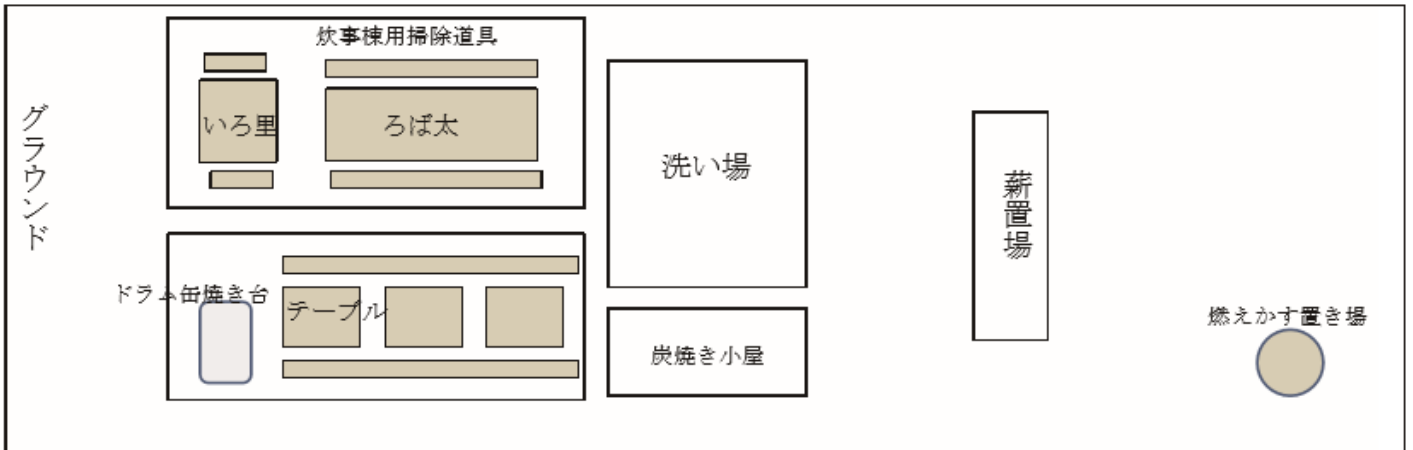 グラウンド
炊事棟用掃除道具
いろ里
ろば太
ドラム缶焼き台
テーブル
洗い場
炭焼き小屋
薪置場
燃えかす置き場